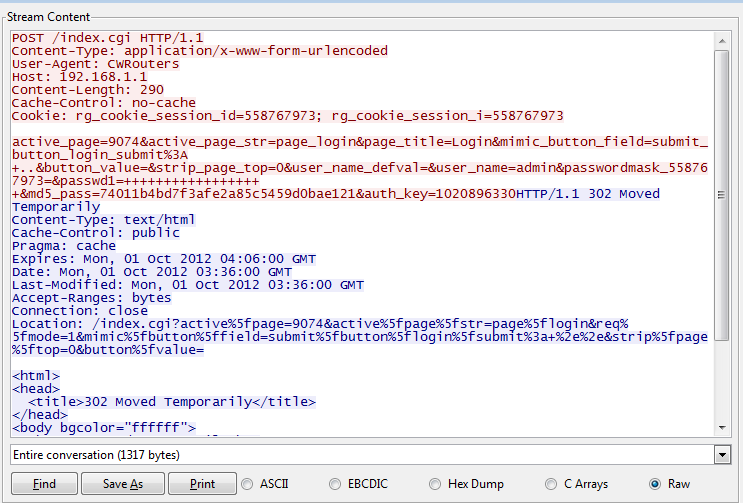 Stream Content
POST /index.cgi HTTP/1.1
Content-Type: application/x-www-form-urlencoded
User-Agent: CWRouters
Host: 192.168.1.1
Content-Length: 290
Cache-Control: no-cache
Cookie: rg_cookie_session_id=558767973; rg_cookie_session_i=558767973
active_page=9074&active_page_str=page_login&page_title=Login&mimic_button_field=submit_
button_login_submit%3A
+..&button_value=&strip_page_top=0&user_name_defval=&user_name=admin&passwordmask_55876
7973=&passwd1=+++++++++++++++++
+&md5_pass=74011b4bd7f3afe2a85c5459d0bae121&auth_key=1020896330HTTP/1.1 302 Moved
Temporarily
Content-Type: text/html
Cache-Control: public
Pragma: cache
Expires: Mon, 01 Oct 2012 04:06:00 GMT
Date: Mon, 01 Oct 2012 03:36:00 GMT
Last-Modified: Mon, 01 Oct 2012 03:36:00 GMT
Accept-Ranges: bytes
Connection: close
Location: /index.cgi?active%5fpage=9074&active%5fpage%5fstr=page%5flogin&req%
5fmode=1&mimic%5fbutton%5ffield=submit%5fbutton%5flogin%5fsubmit%3a+%2e%2e&strip%5fpage
%5ftop=0&button%5fvalue=
<html>
<head>
<title>302 Moved Temporarily</title>
</head>
<body bgcolor="ffffff">
Entire conversation (1317 bytes)
Find Save As Print ASCII EBCDIC Hex Dump C Arrays Raw